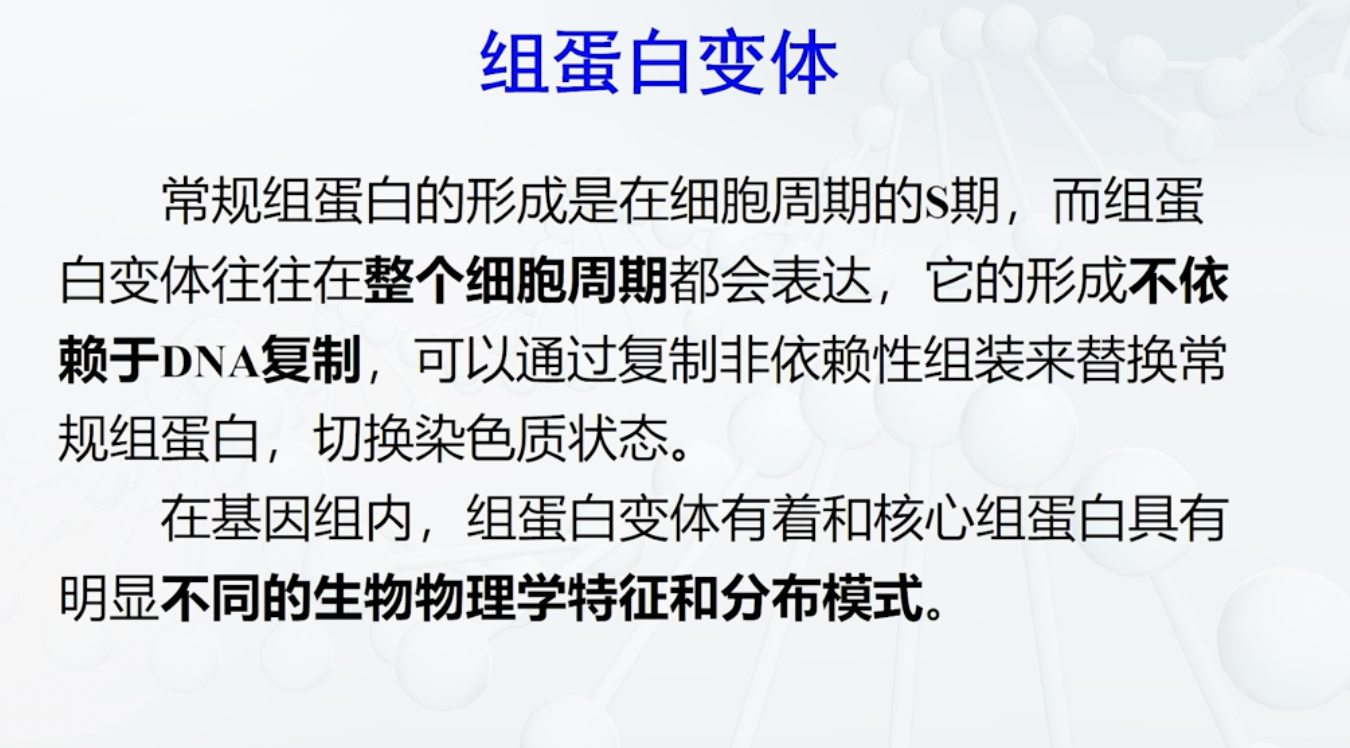 组蛋白变体
常规组蛋白的形成是在细胞周期的S期，而组蛋
白变体往往在整个细胞周期都会表达，它的形成不依
赖于DNA复制，可以通过复制非依赖性组装来替换常
规组蛋白，切换染色质状态。
在基因组内，组蛋白变体有着和核心组蛋白具有
明显不同的生物物理学特征和分布模式。